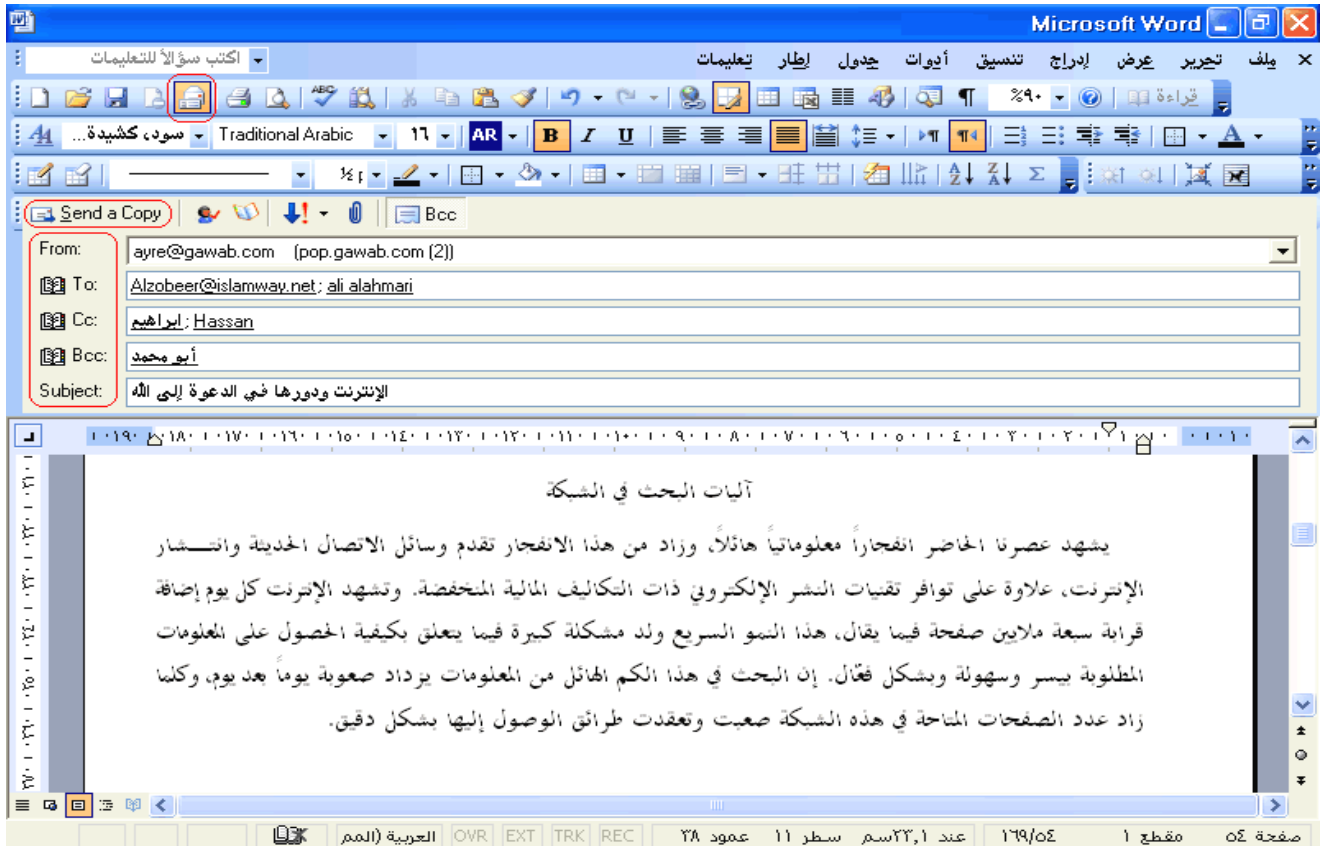 Microsoft Word
ملف تحرير عرض إدراج تنسيق أدوات جدول إطار تعليمات اكتب سؤالاً للتعليمات
٩٠% قراءة
سود، كشيدة... Traditional Arabic ١٦ AR B I U
½
Send a Copy Bcc
From: ayre@gawab.com (pop.gawab.com (2))
To: Alzobeer@islamway.net; ali alahmari
Cc: ابراهيم; Hassan
Bcc: أبو محمد
Subject: الإنترنت ودورها في الدعوة إلى الله
آليات البحث في الشبكة
يشهد عصرنا الحاضر انفجاراً معلوماتياً هائلاً، وزاد من هذا الانفجار تقدم وسائل الاتصال الحديثة وانتـــشار
الإنترنت، علاوة على توافر تقنيات النشر الإلكتروني ذات التكاليف المالية المنخفضة. وتشهد الإنترنت كل يوم إضافة
قرابة سبعة ملايين صفحة فيما يقال، هذا النمو السريع ولد مشكلة كبيرة فيما يتعلق بكيفية الحصول على المعلومات
المطلوبة بيسر وسهولة وبشكل فعّال. إن البحث في هذا الكم الهائل من المعلومات يزداد صعوبة يوماً بعد يوم، وكلما
زاد عدد الصفحات المتاحة في هذه الشبكة صعبت وتعقدت طرائق الوصول إليها بشكل دقيق.
صفحة ٥٤ مقطع ١ ١٦٩/٥٤ عند ٢٣,١سم سطر ١١ عمود ٣٨ REC TRK EXT OVR العربية (المم